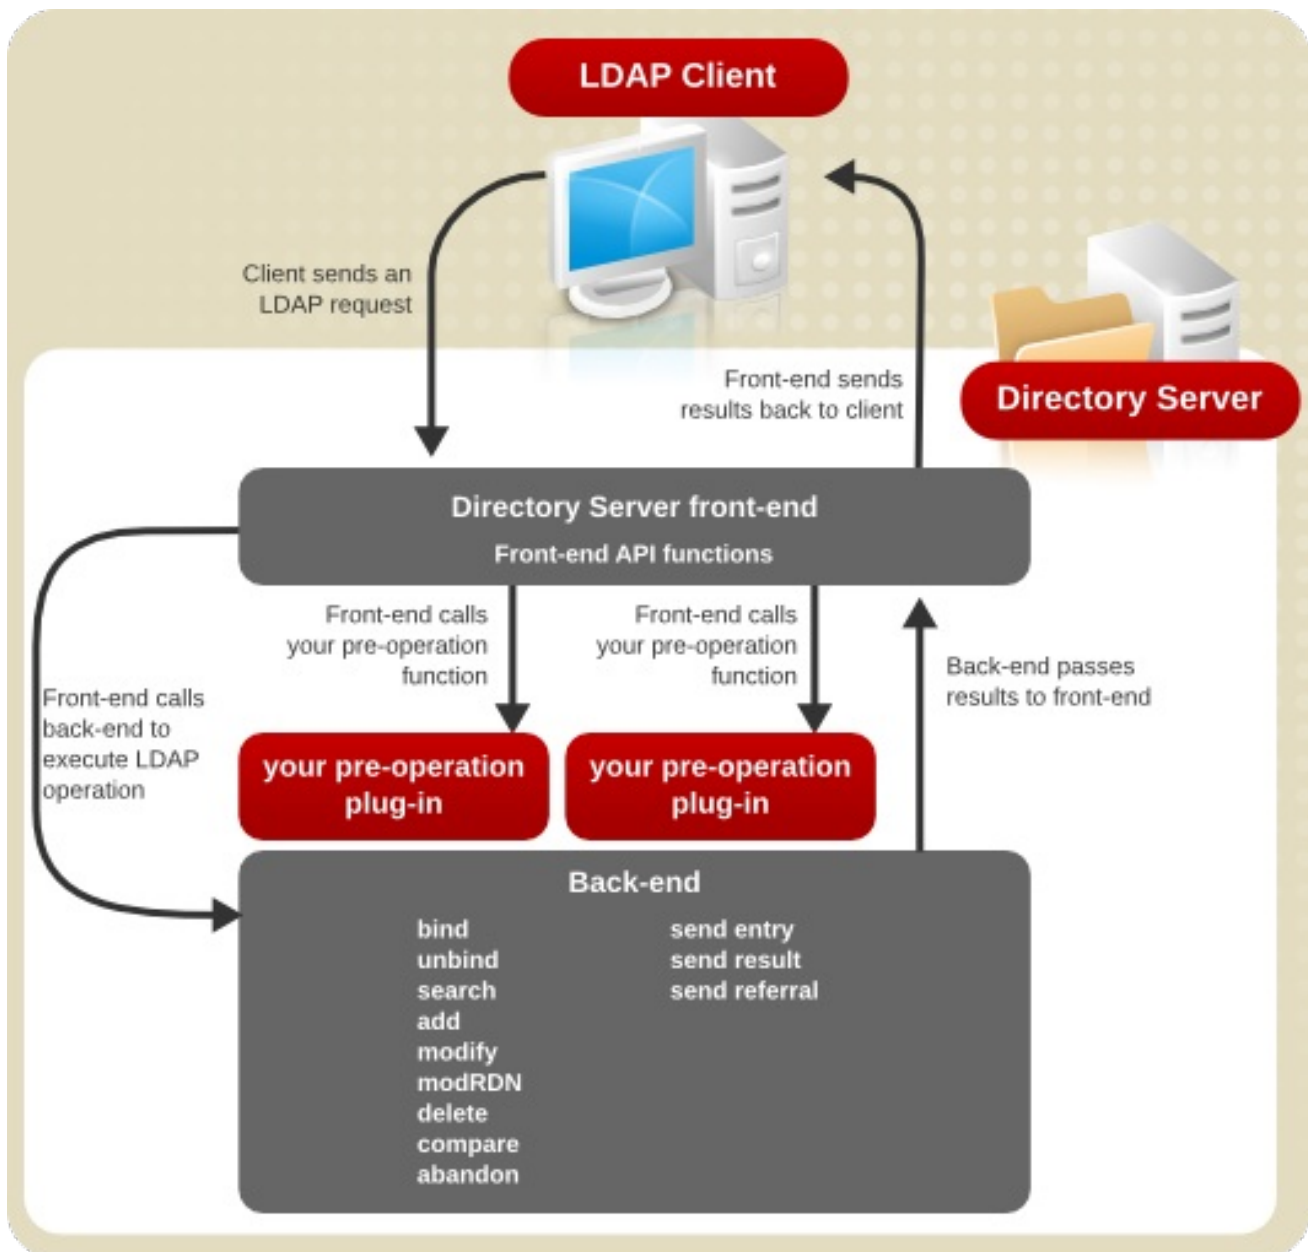 LDAP Client
Client sends an
LDAP request
Front-end sends
results back to client
Directory Server
Directory Server front-end
Front-end API functions
Front-end calls
your pre-operation
function
Front-end calls
your pre-operation
function
Back-end passes
results to front-end
Front-end calls
back-end to
execute LDAP
operation
your pre-operation
plug-in
your pre-operation
plug-in
Back-end
bind
unbind
search
add
modify
modRDN
delete
compare
abandon
send entry
send result
send referral